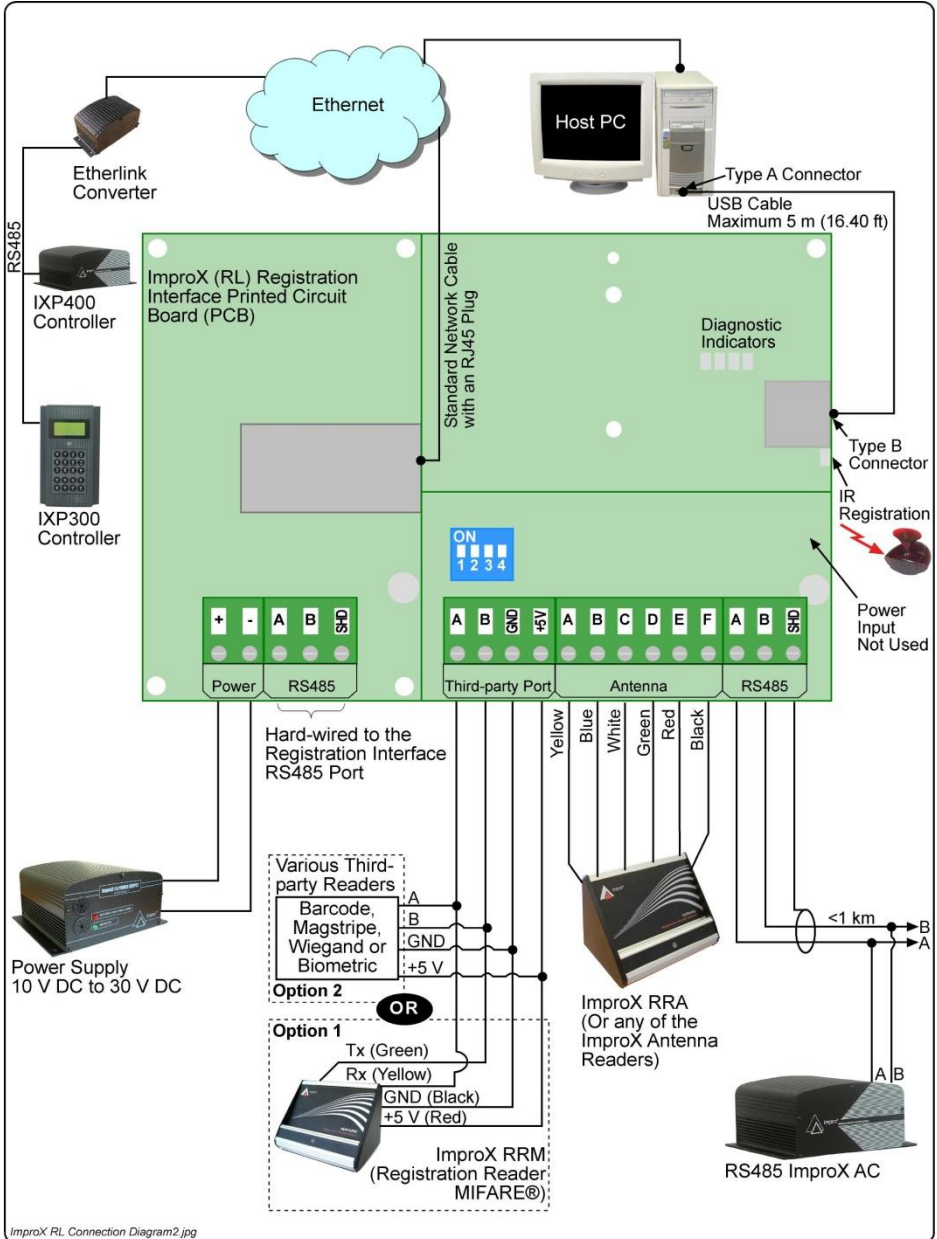 Ethernet
Host PC
Etherlink
Converter
Type A Connector
USB Cable
Maximum 5 m (16.40 ft)
RS485
IXP400
Controller
ImproX (RL) Registration
Interface Printed Circuit
Board (PCB)
Standard Network Cable
with an RJ45 Plug
Diagnostic
Indicators
IXP300
Controller
Type B
Connector
IR
Registration
ON
1 2 3 4
Power
Input
Not Used
+ - A B SHD
A B GND +5V A B C D E F A B SHD
Power RS485
Third-party Port Antenna RS485
Hard-wired to the
Registration Interface
RS485 Port
Yellow
Blue
White
Green
Red
Black
Various Third-
party Readers
Barcode,
Magstripe,
Wiegand or
Biometric
A
B
GND
+5 V
Option 2
OR
Option 1
Tx (Green)
Rx (Yellow)
GND (Black)
+5 V (Red)
ImproX RRM
(Registration Reader
MIFARE®)
Power Supply
10 V DC to 30 V DC
ImproX RRA
(Or any of the
ImproX Antenna
Readers)
<1 km
B
A
A B
RS485 ImproX AC
ImproX RL Connection Diagram2.jpg